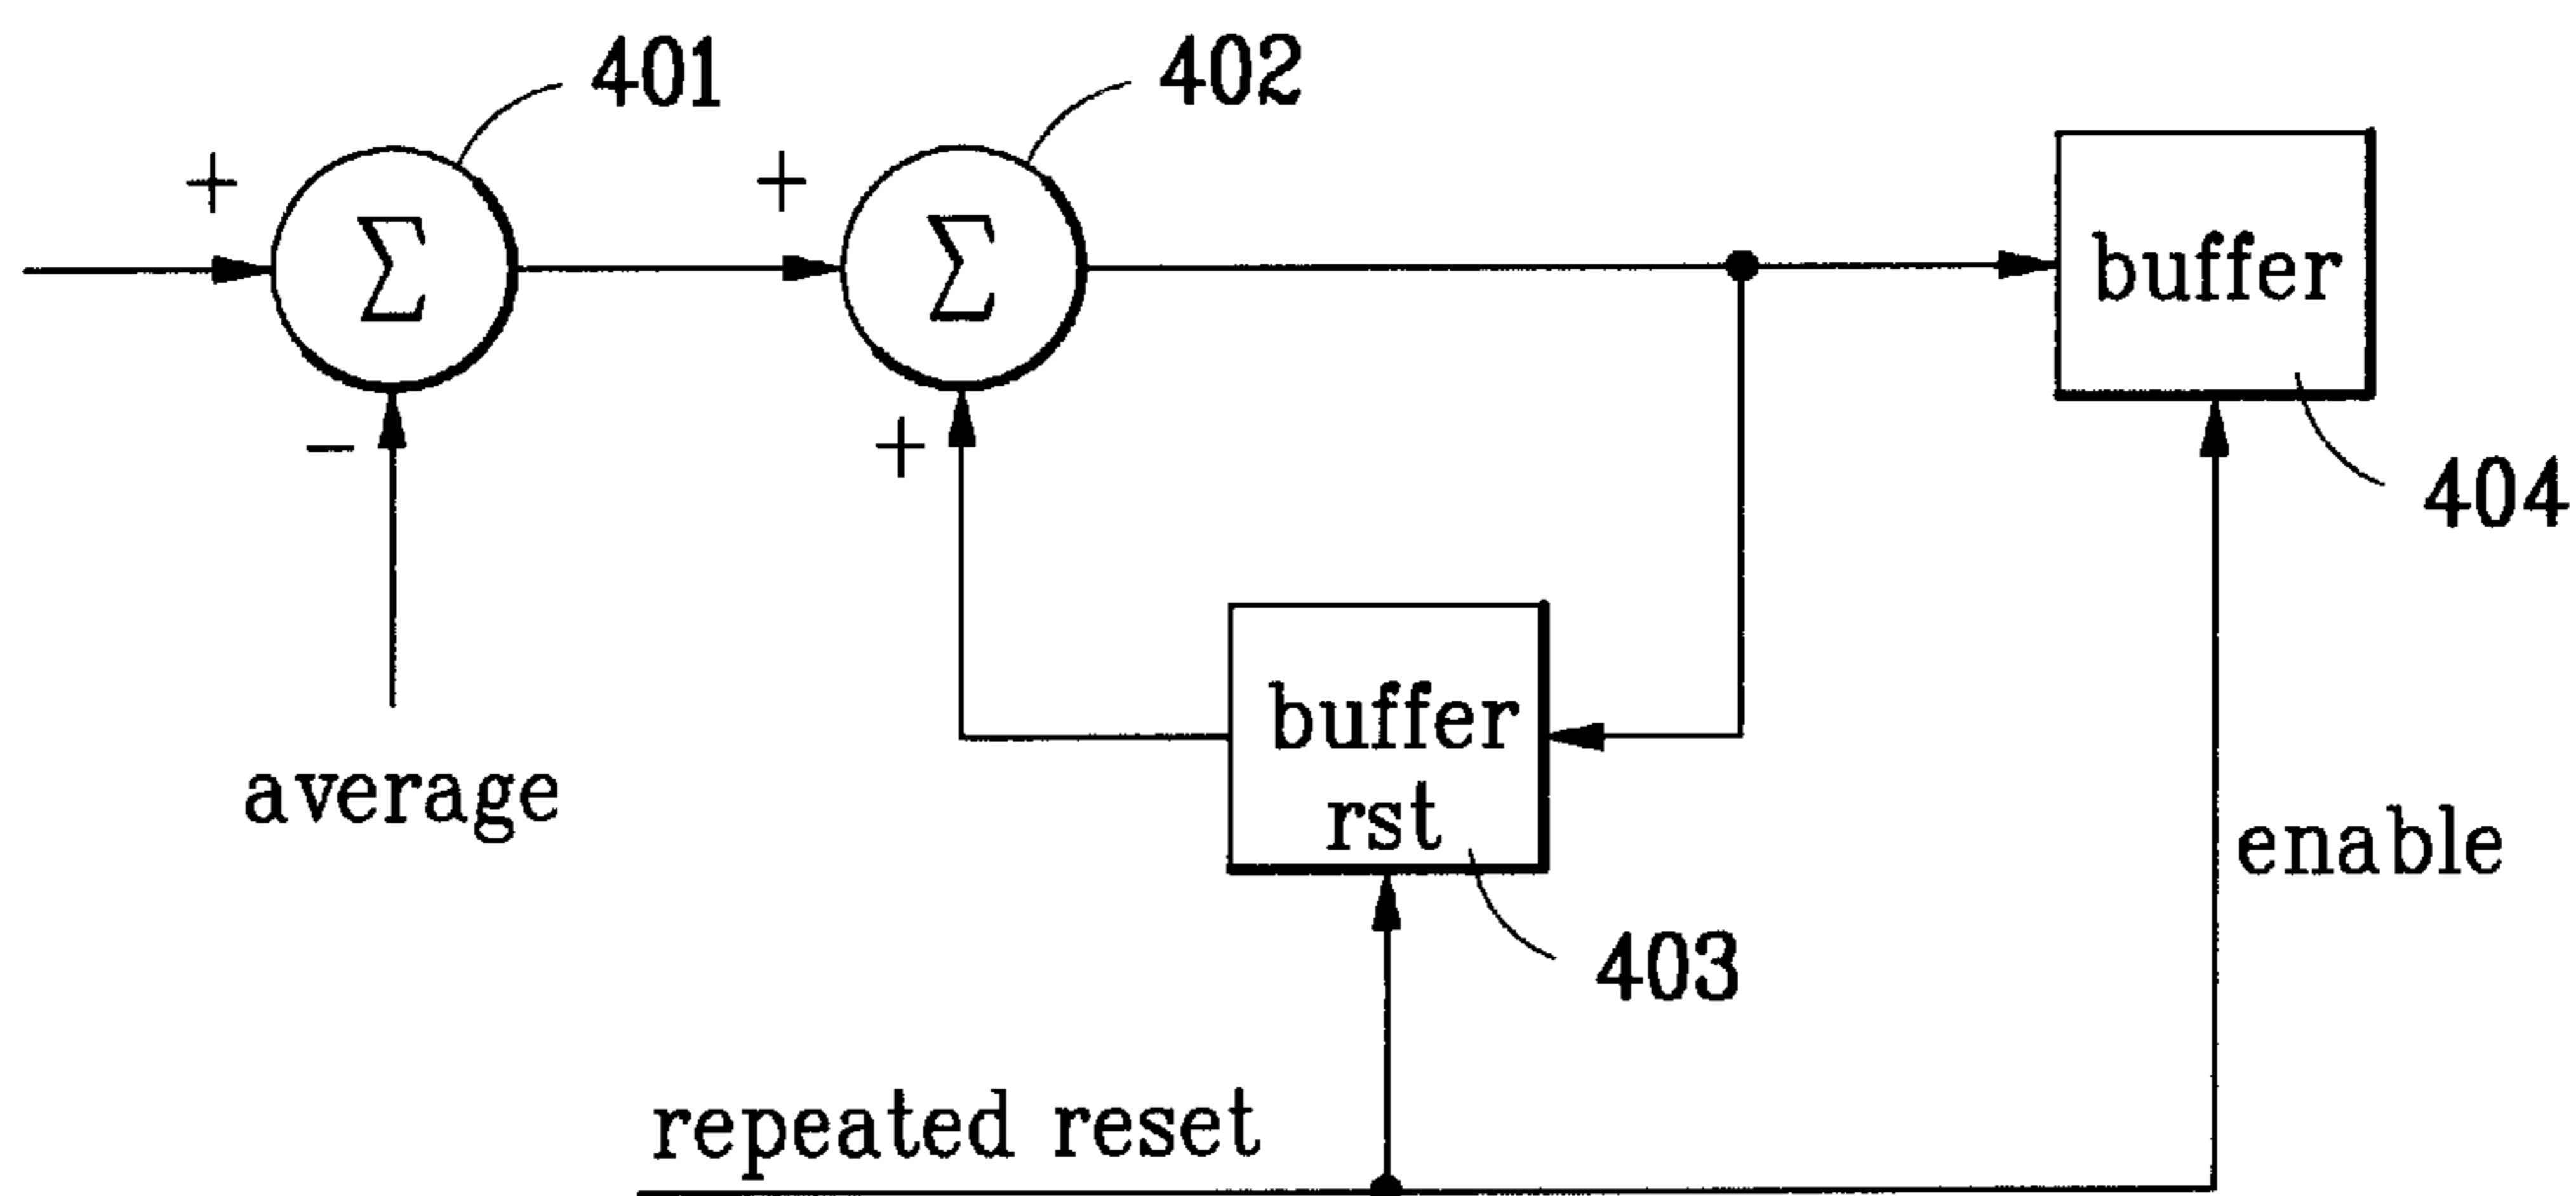 401
402
+
+
Σ
Σ
buffer
-
+
404
buffer
rst
average
enable
403
repeated reset